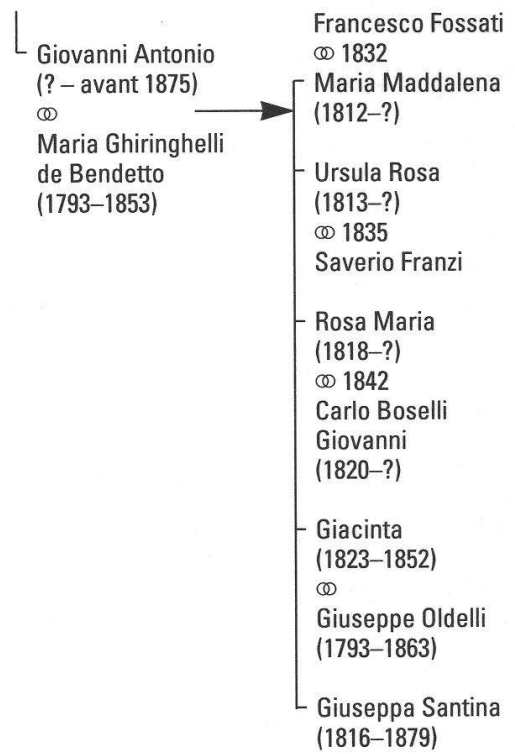 Giovanni Antonio
(? – avant 1875)
⚭
Maria Ghiringhelli
de Bendetto
(1793–1853)
Francesco Fossati
⚭ 1832
Maria Maddalena
(1812–?)
Ursula Rosa
(1813–?)
⚭ 1835
Saverio Franzi
Rosa Maria
(1818–?)
⚭ 1842
Carlo Boselli
Giovanni
(1820–?)
Giacinta
(1823–1852)
⚭
Giuseppe Oldelli
(1793–1863)
Giuseppa Santina
(1816–1879)